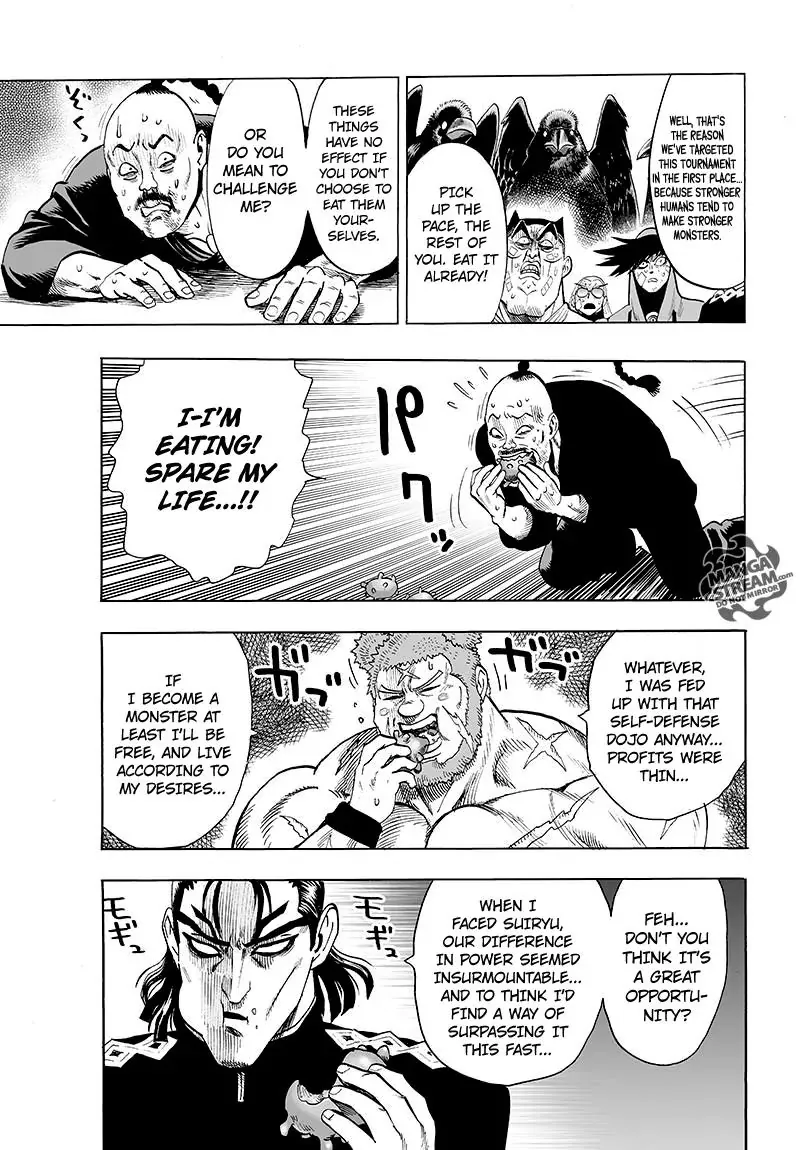 WELL, THAT'S
THE REASON
WE'VE TARGETED
THIS TOURNAMENT
IN THE FIRST PLACE...
BECAUSE STRONGER
HUMANS TEND TO
MAKE STRONGER
MONSTERS.
PICK
UP THE
PACE, THE
REST OF
YOU. EAT IT
ALREADY!
THESE
THINGS
HAVE NO
EFFECT IF
YOU DON'T
CHOOSE TO
EAT THEM
YOUR-
SELVES.
OR
DO YOU
MEAN TO
CHALLENGE
ME?
ぞくっ
I-I'M
EATING!
SPARE MY
LIFE...!!
パクッ
MANGA
STREAM.com
DO NOT MIRROR
WHATEVER,
I WAS FED
UP WITH
THAT
SELF-DEFENSE
DOJO ANYWAY...
PROFITS WERE
THIN...
ガブッ
ガブッ
IF
I BECOME A
MONSTER AT
LEAST I'LL BE
FREE, AND LIVE
ACCORDING TO
MY DESIRES...
FEH...
DON'T YOU
THINK IT'S
A GREAT
OPPORTU-
NITY?
WHEN I
FACED SUIRYU,
OUR DIFFERENCE
IN POWER SEEMED
INSURMOUNTABLE...
AND TO THINK I'D
FIND A WAY OF
SURPASSING IT
THIS FAST...
モギュ
モギュ